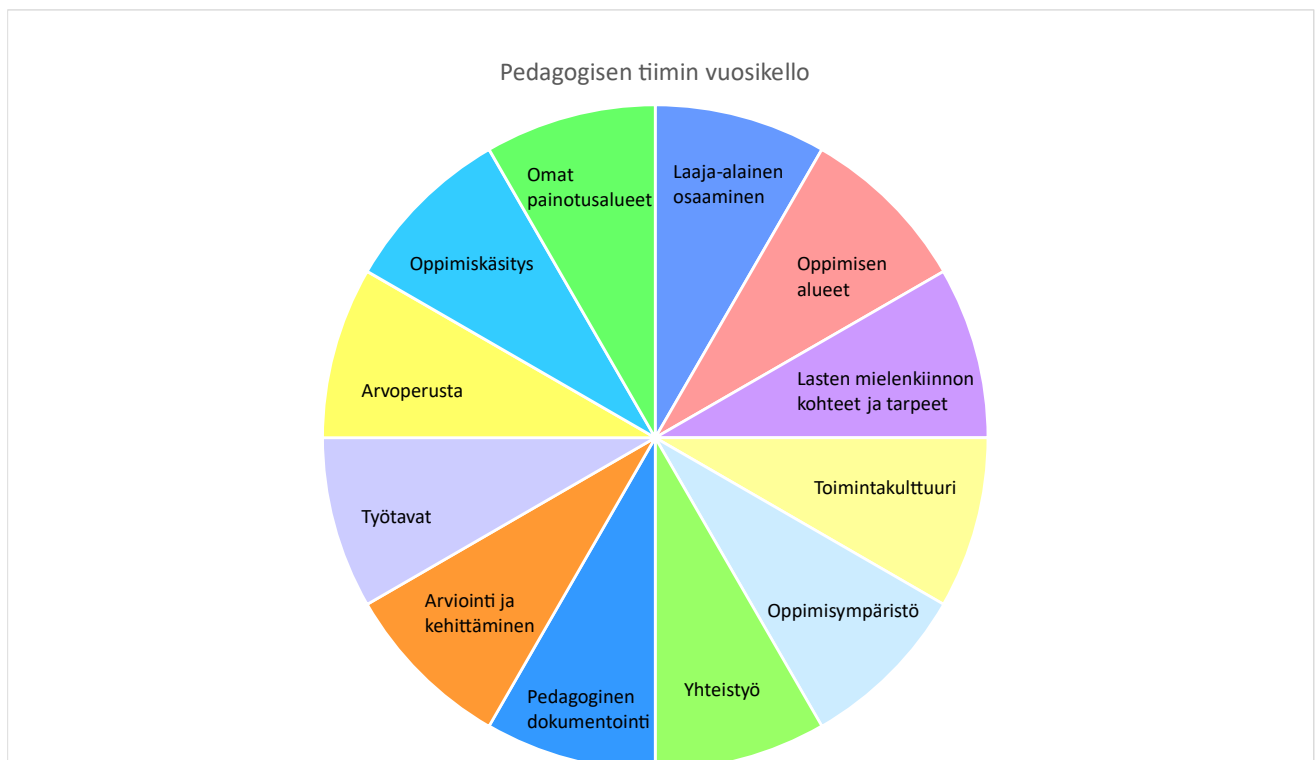 Pedagogisen tiimin vuosikello
Omat
painotusalueet
Laaja-alainen
osaaminen
Oppimiskäsitys
Oppimisen
alueet
Arvoperusta
Lasten mielenkiinnon
kohteet ja tarpeet
Työtavat
Toimintakulttuuri
Arviointi ja
kehittäminen
Oppimisympäristö
Pedagoginen
dokumentointi
Yhteistyö